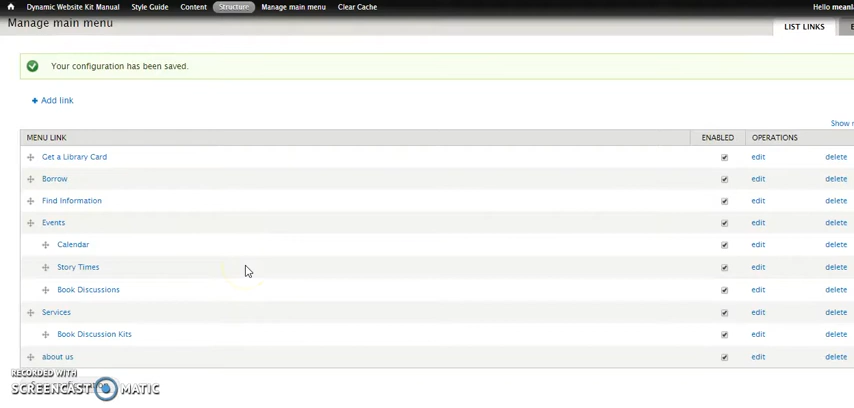 Dynamic Website Kit Manual Style Guide Content Structure Manage main menu Clear Cache Hello
Manage main menu LIST LINKS
Your configuration has been saved.
+ Add link
Show
MENU LINK ENABLED OPERATIONS
Get a Library Card edit delete
Borrow edit delete
Find Information edit delete
Events edit delete
Calendar edit delete
Story Times edit delete
Book Discussions edit delete
Services edit delete
Book Discussion Kits edit delete
about us edit delete
RECORDED WITH
SCREENCAST MATIC